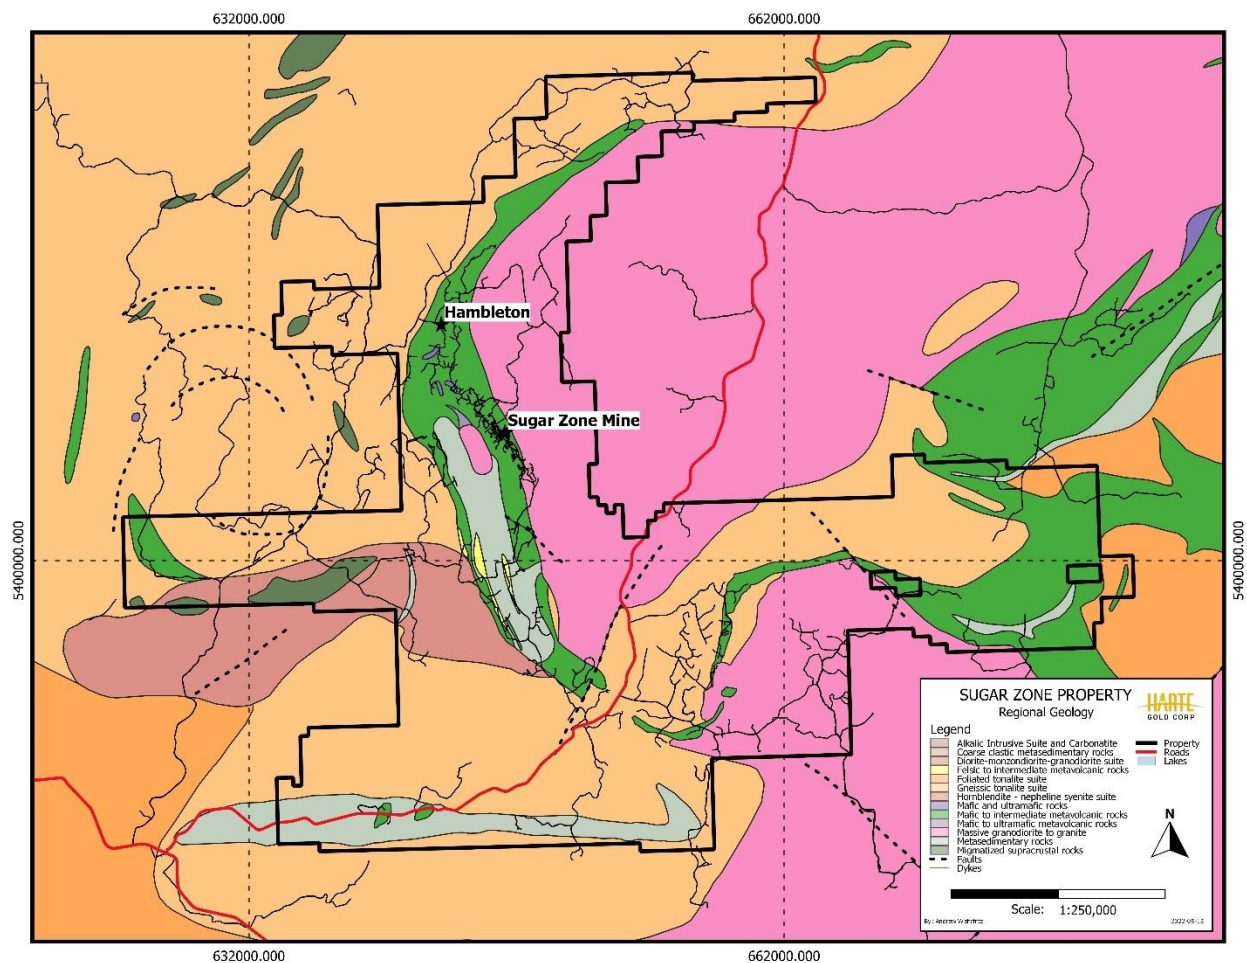 632000.000 662000.000
Hambleton
Sugar Zone Mine
5400000.000 5400000.000
SUGAR ZONE PROPERTY
Regional Geology
HARTE
GOLD CORP
Legend
Alkalic Intrusive Suite and Carbonatite
Coarse clastic metasedimentary rocks
Diorite-monzondiorite-granodiorite suite
Felsic to Intermediate metavolcanic rocks
Foliated tonalite suite
Gneissic tonalite suite
Hornblendite - nepheline syenite suite
Mafic and ultramafic rocks
Mafic to intermediate metavolcanic rocks
Mafic to ultramafic metavolcanic rocks
Massive granodiorite to granite
Metasedimentary rocks
Migmatized supracrustal rocks
Faults
Dykes
Property
Roads
Lakes
N
Scale: 1:250,000
By: Andrew
632000.000 662000.000